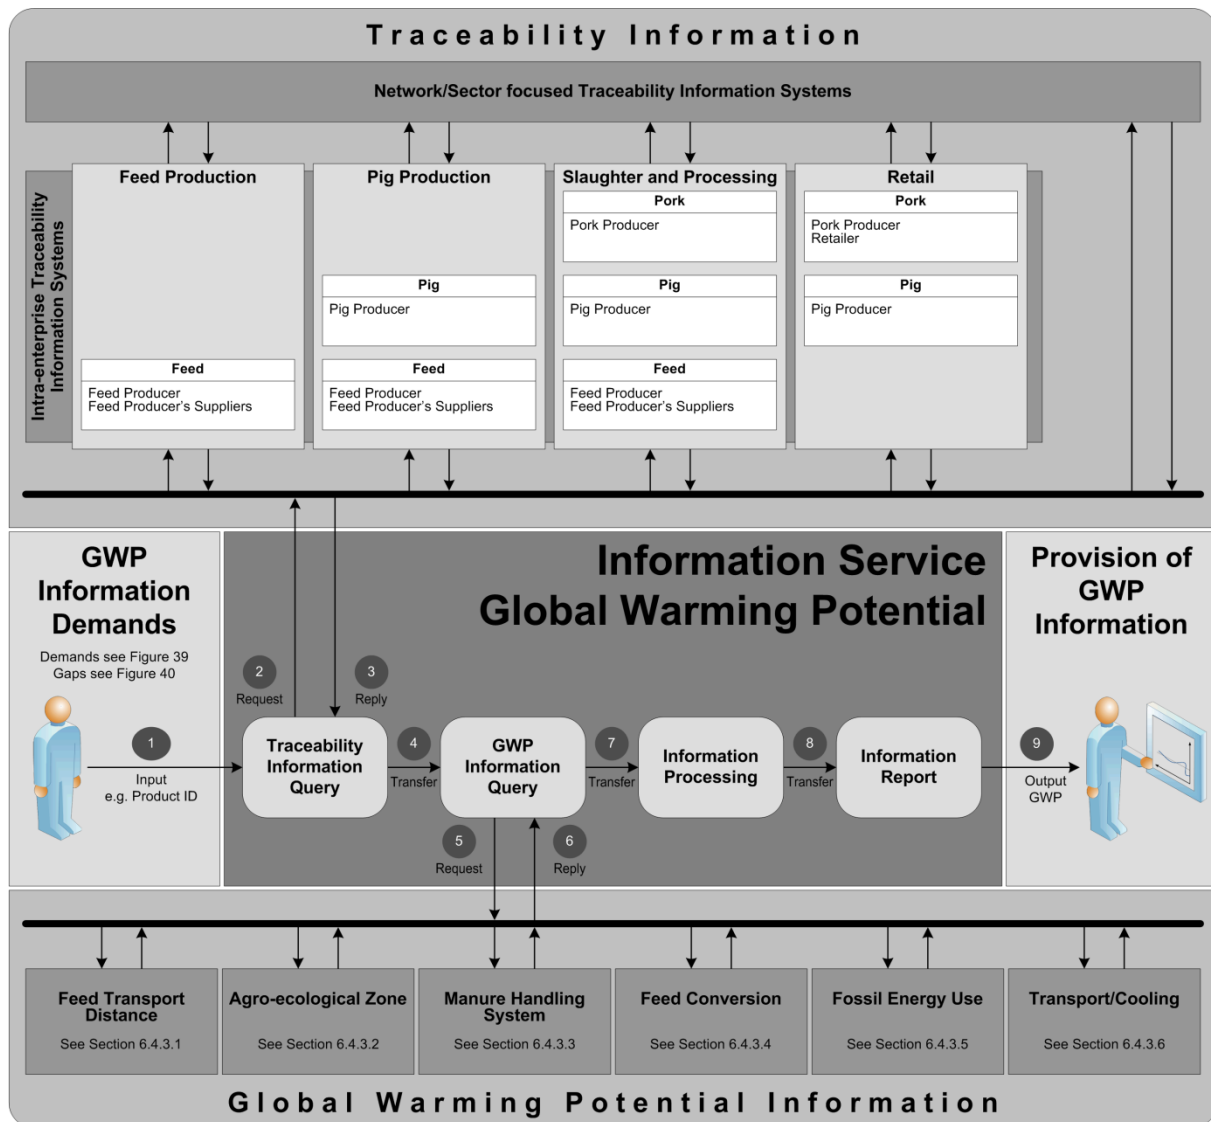 Traceability Information
Network/Sector focused Traceability Information Systems
Intra-enterprise Traceability
Information Systems
Feed Production
Feed
Feed Producer
Feed Producer's Suppliers
Pig Production
Pig
Pig Producer
Feed
Feed Producer
Feed Producer's Suppliers
Slaughter and Processing
Pork
Pork Producer
Pig
Pig Producer
Feed
Feed Producer
Feed Producer's Suppliers
Retail
Pork
Pork Producer
Retailer
Pig
Pig Producer
GWP
Information
Demands
Demands see Figure 39
Gaps see Figure 40
1
Input
e.g. Product ID
Information Service
Global Warming Potential
2
Request
3
Reply
Traceability
Information
Query
4
Transfer
GWP
Information
Query
5
Request
6
Reply
7
Transfer
Information
Processing
8
Transfer
Information
Report
Provision of
GWP
Information
9
Output
GWP
Feed Transport
Distance
See Section 6.4.3.1
Agro-ecological Zone
See Section 6.4.3.2
Manure Handling
System
See Section 6.4.3.3
Feed Conversion
See Section 6.4.3.4
Fossil Energy Use
See Section 6.4.3.5
Transport/Cooling
See Section 6.4.3.6
Global Warming Potential Information